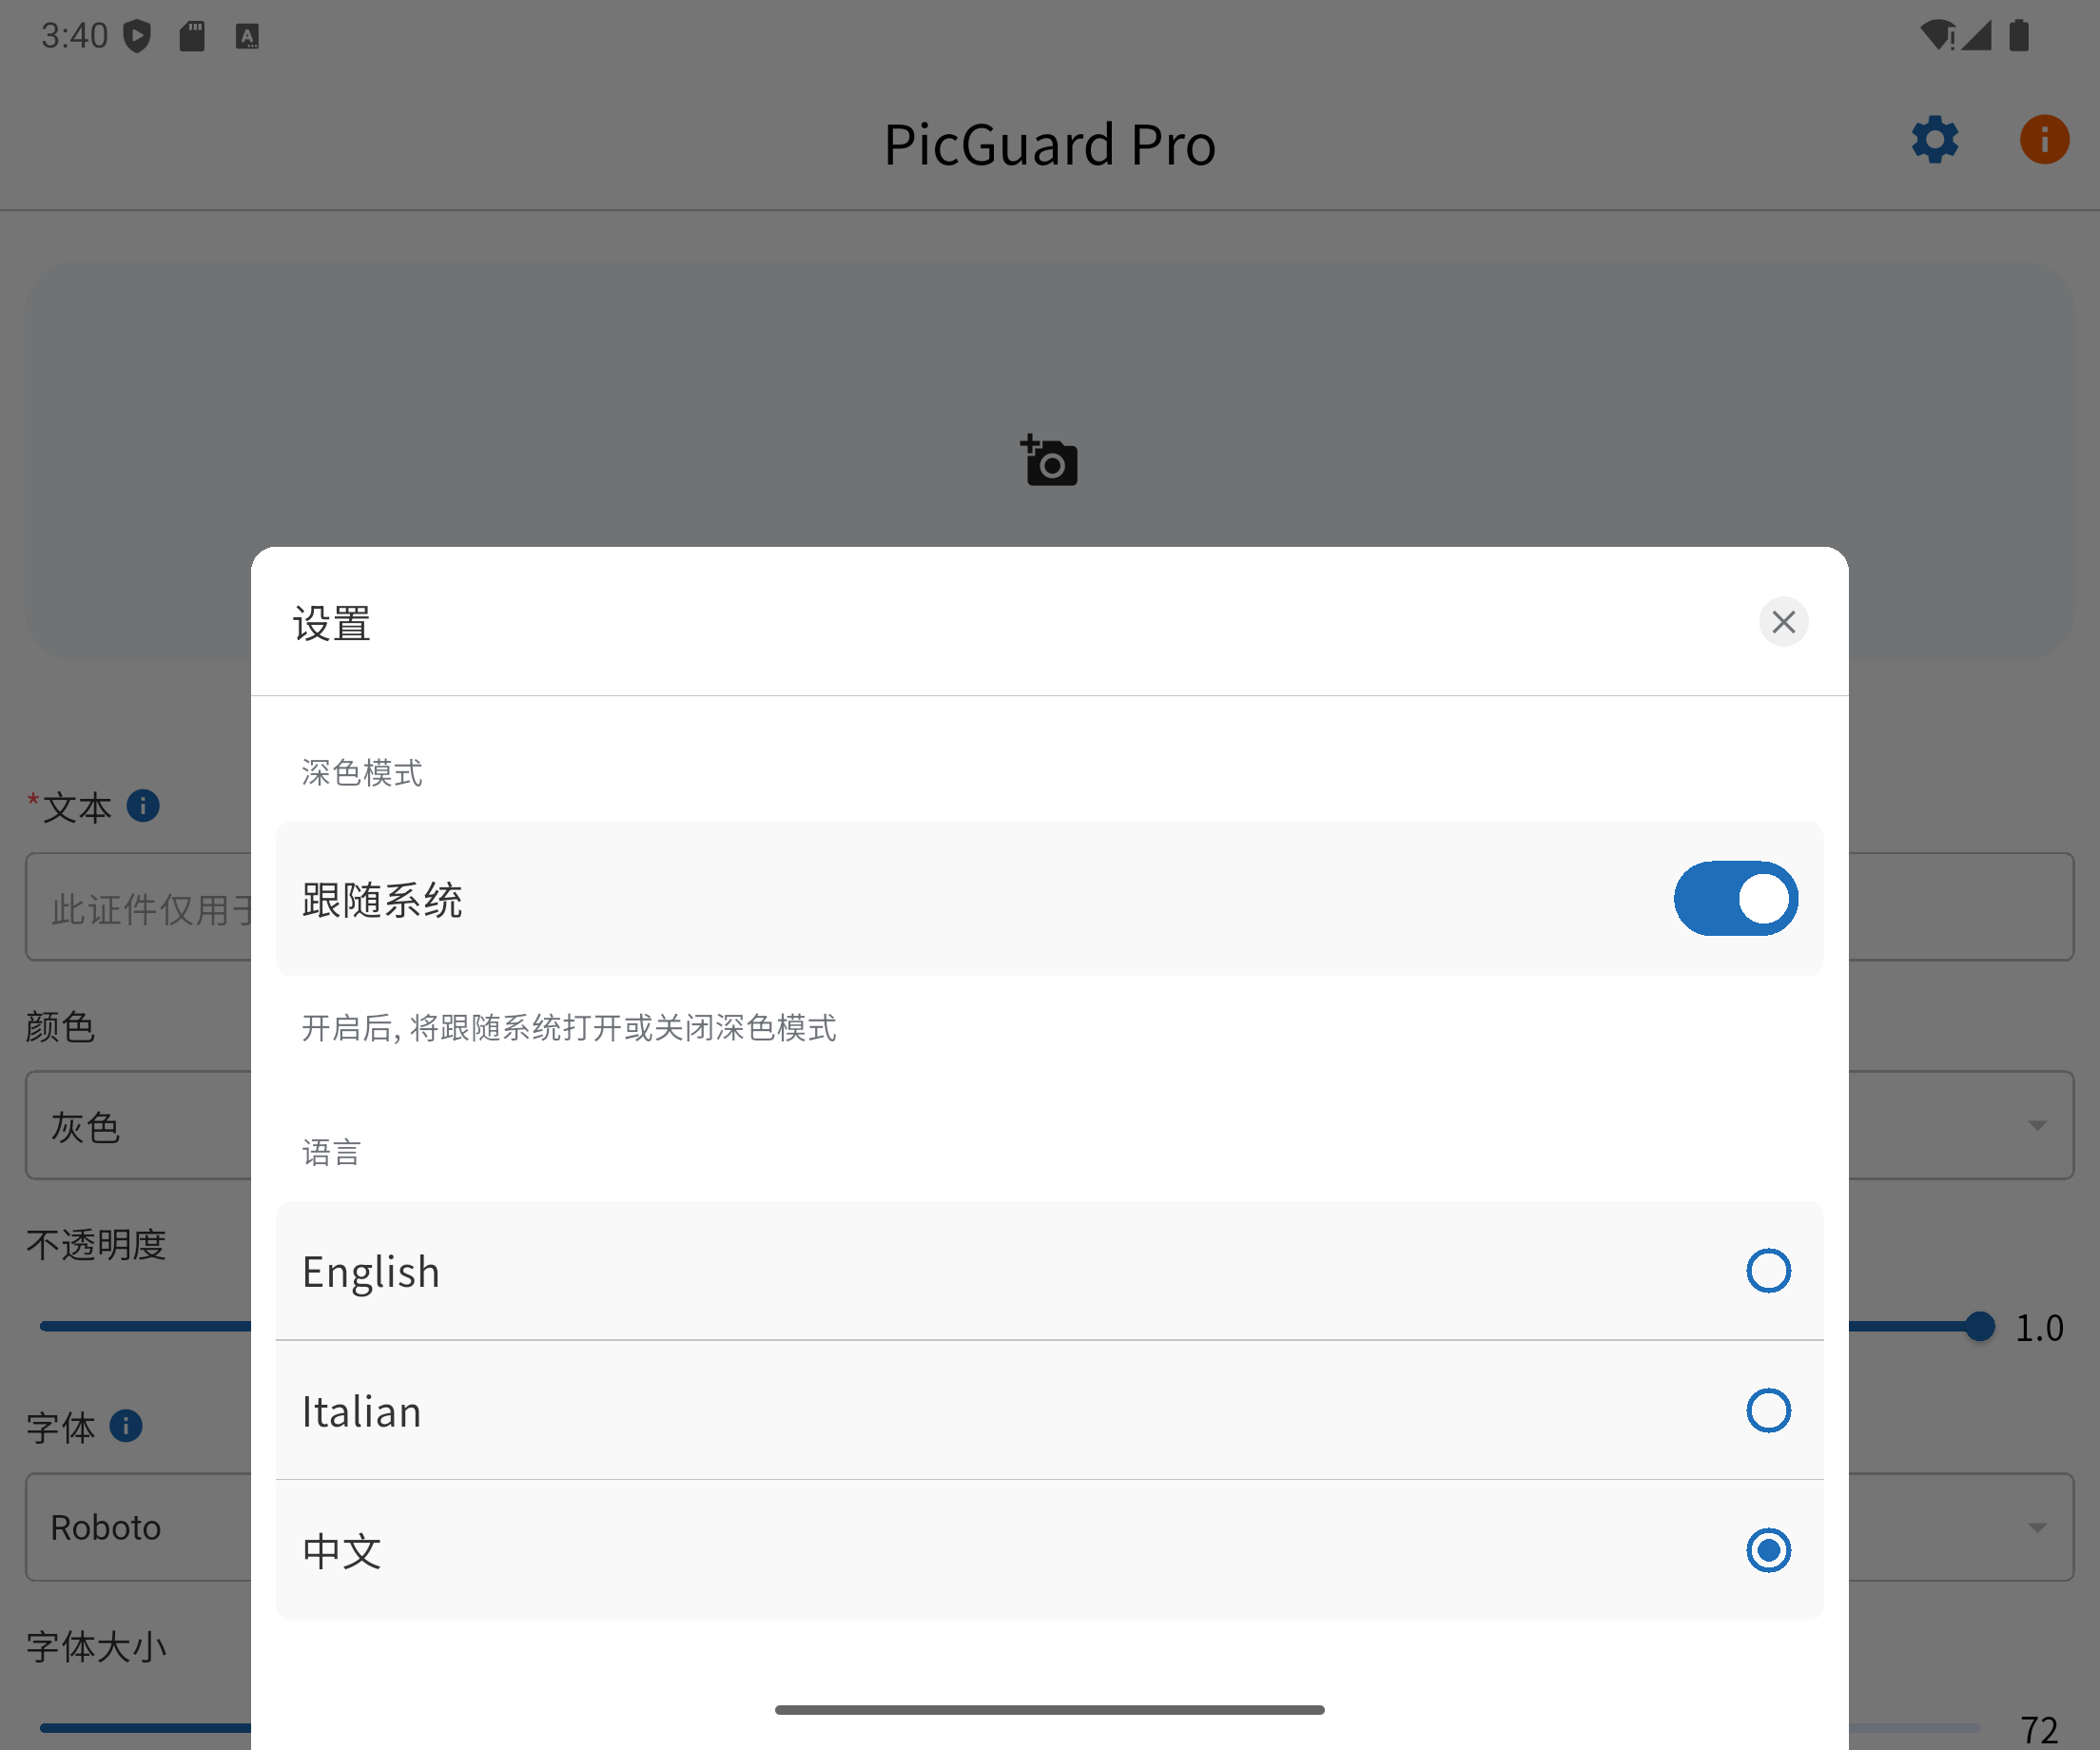 3:40
PicGuard Pro
设置
深色模式
*文本
跟随系统
此证件仅用于
颜色
开启后, 将跟随系统打开或关闭深色模式
灰色
语言
不透明度
English
1.0
Italian
字体
Roboto
中文
字体大小
72